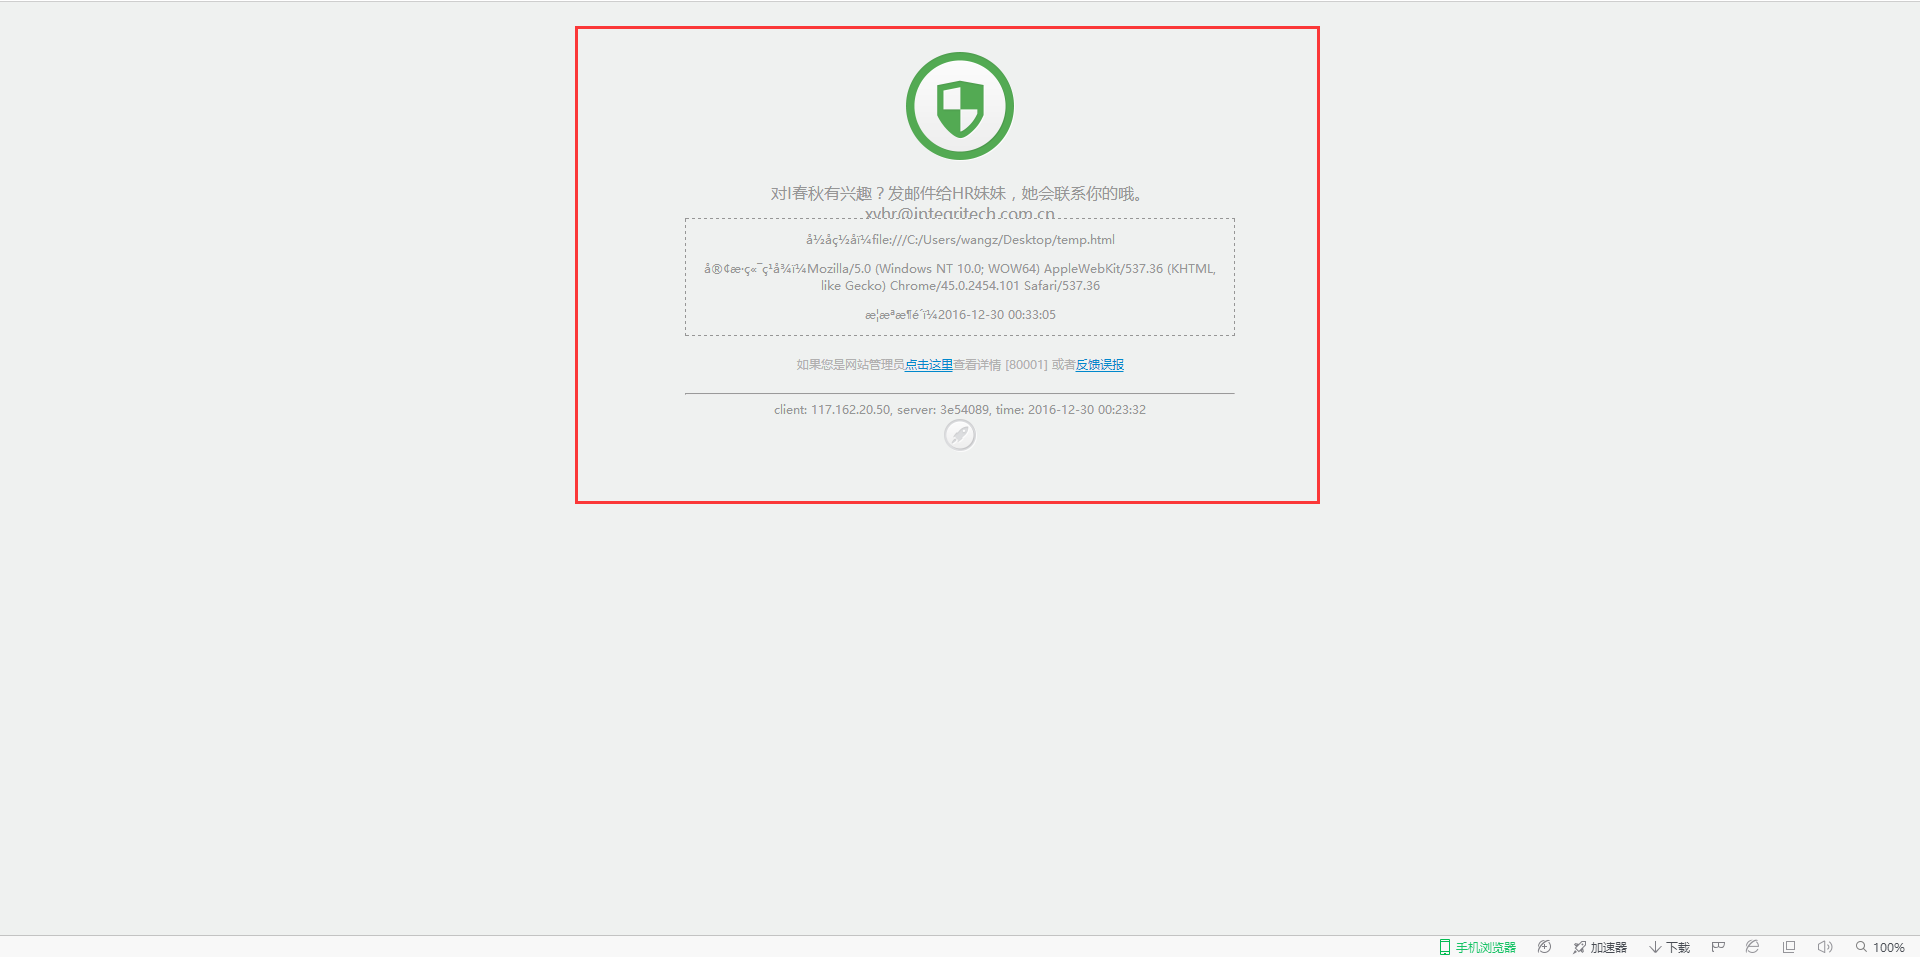 对I春秋有兴趣？发邮件给HR妹妹，她会联系你的哦。
xyhr@integritech.com.cn
å½åç½åï¼file:///C:/Users/wangz/Desktop/temp.html
å®¢æ·ç«¯ç¹å¾ï¼Mozilla/5.0 (Windows NT 10.0; WOW64) AppleWebKit/537.36 (KHTML,
like Gecko) Chrome/45.0.2454.101 Safari/537.36
æ¦æªæ¶é´ï¼2016-12-30 00:33:05
如果您是网站管理员点击这里查看详情 [80001] 或者反馈误报
client: 117.162.20.50, server: 3e54089, time: 2016-12-30 00:23:32
手机浏览器 加速器 下载 100%